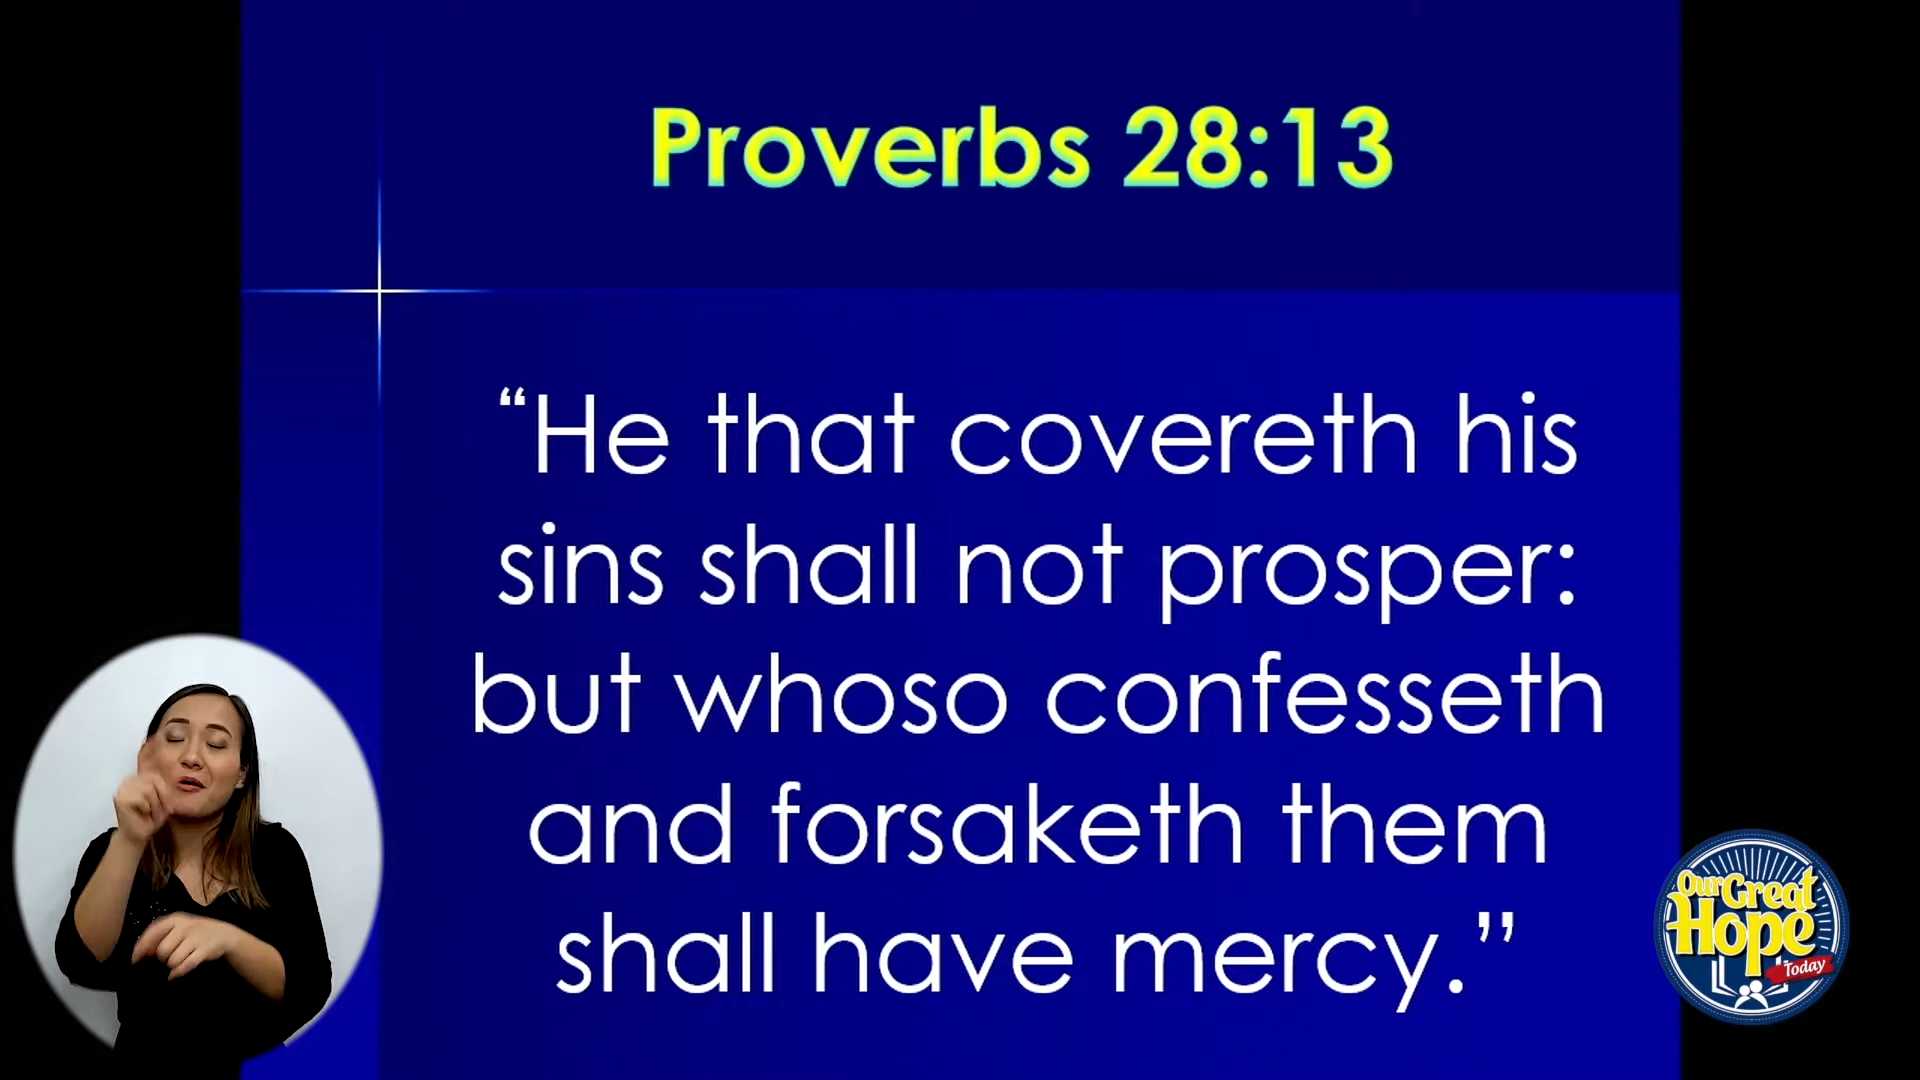 Proverbs 28:13
“He that covereth his
sins shall not prosper:
but whoso confesseth
and forsaketh them
shall have mercy.”
Our Great
Hope
Today